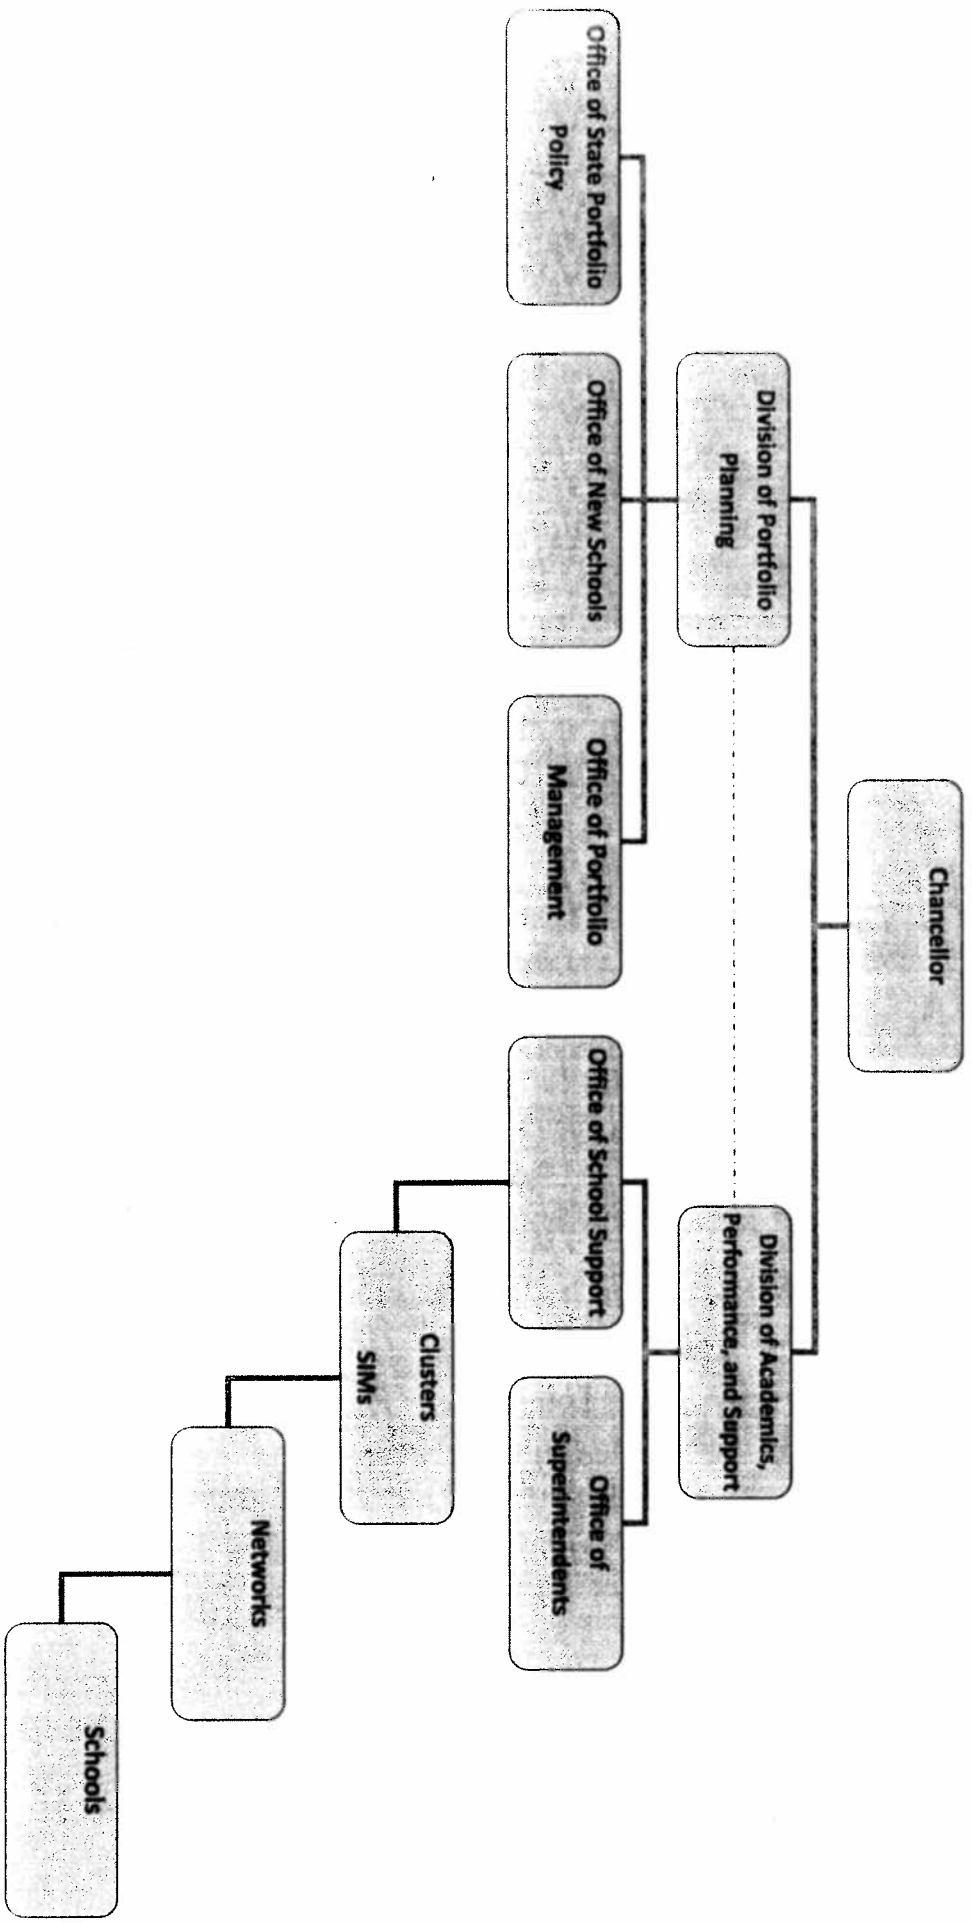 Chancellor
Division of Portfolio
Planning
Division of Academics,
Performance, and Support
Office of State Portfolio
Policy
Office of New Schools
Office of Portfolio
Management
Office of School Support
Office of
Superintendents
Clusters
SIMs
Networks
Schools